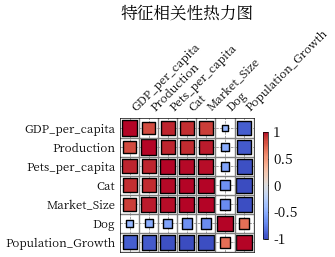 特征相关性热力图
GDP_per_capita
Production
Pets_per_capita
Cat
Market_Size
Dog
Population_Growth
GDP_per_capita
Production
Pets_per_capita
Cat
Market_Size
Dog
Population_Growth
1
0.5
0
-0.5
-1